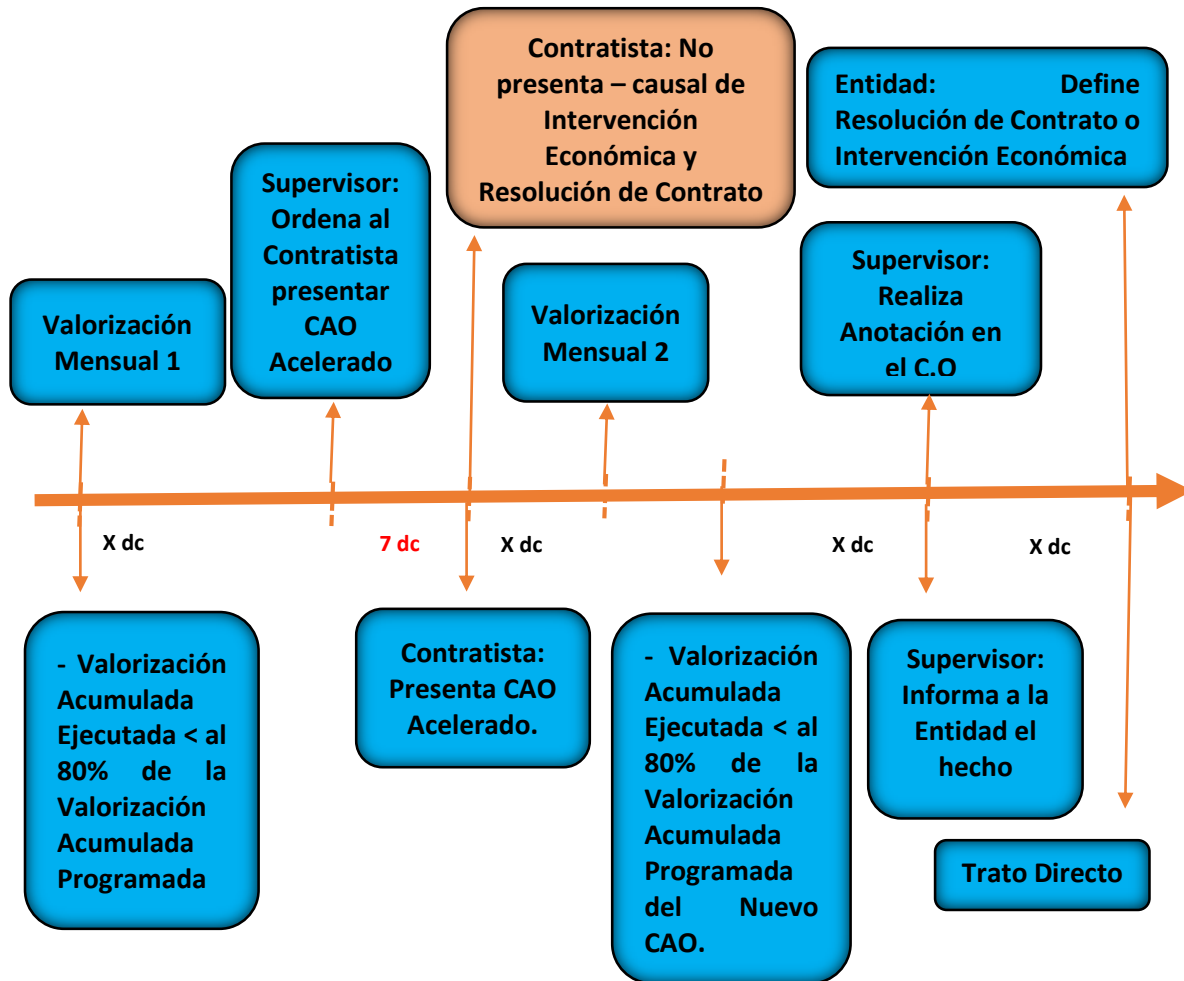 Contratista: No
presenta – causal de
Intervención
Económica y
Resolución de Contrato
Entidad: Define
Resolución de Contrato o
Intervención Económica
Supervisor:
Ordena al
Contratista
presentar
CAO
Acelerado
Supervisor:
Realiza
Anotación en
el C.O
Valorización
Mensual 1
Valorización
Mensual 2
X dc
7 dc
X dc
X dc
X dc
- Valorización
Acumulada
Ejecutada < al
80% de la
Valorización
Acumulada
Programada
Contratista:
Presenta CAO
Acelerado.
- Valorización
Acumulada
Ejecutada < al
80% de la
Valorización
Acumulada
Programada
del Nuevo
CAO.
Supervisor:
Informa a la
Entidad el
hecho
Trato Directo